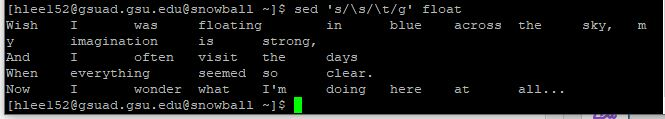 [hlee152@gsuad.gsu.edu@snowball ~]$ sed 's/\s/\t/g' float
Wish I was floating in blue across the sky, m
y imagination is strong,
And I often visit the days
When everything seemed so clear.
Now I wonder what I'm doing here at all...
[hlee152@gsuad.gsu.edu@snowball ~]$